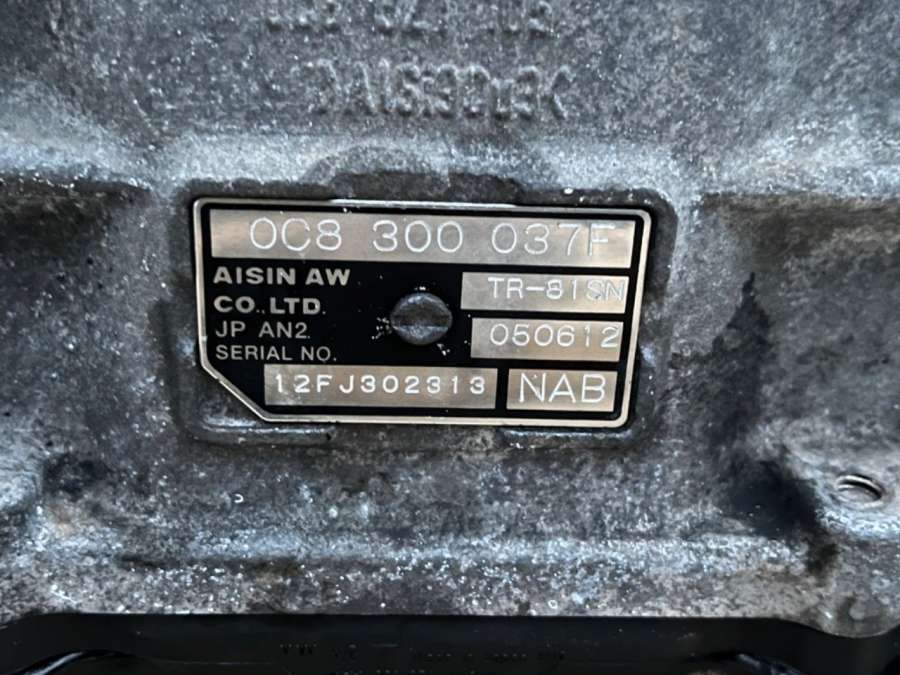 0C8 300 037F
AISIN AW
CO.,LTD.
TR-81SN
JP AN2
050612
SERIAL NO.
12FJ302313
NAB